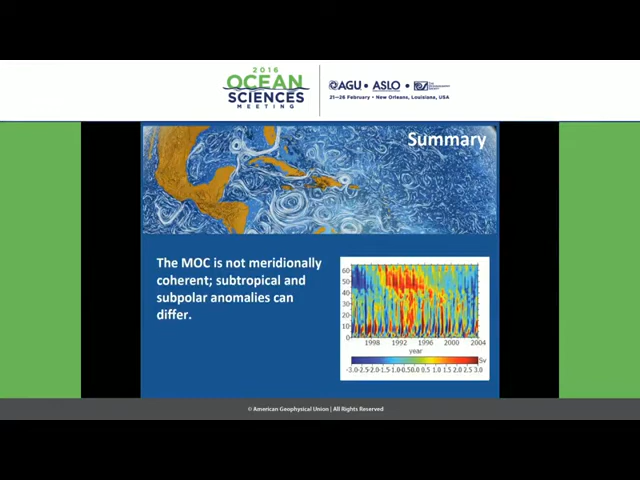 2016
OCEAN
SCIENCES
MEETING
AGU • ASLO •
21–26 February • New Orleans, Louisiana, USA
Summary
The MOC is not meridionally
coherent; subtropical and
subpolar anomalies can
differ.
60
50
40
30
20
10
0
1998 1992 1996 2000 2004
year
Sv
-3.0-2.5-2.0-1.5-1.0-0.5 0.0 0.5 1.0 1.5 2.0 2.5 3.0
© American Geophysical Union | All Rights Reserved